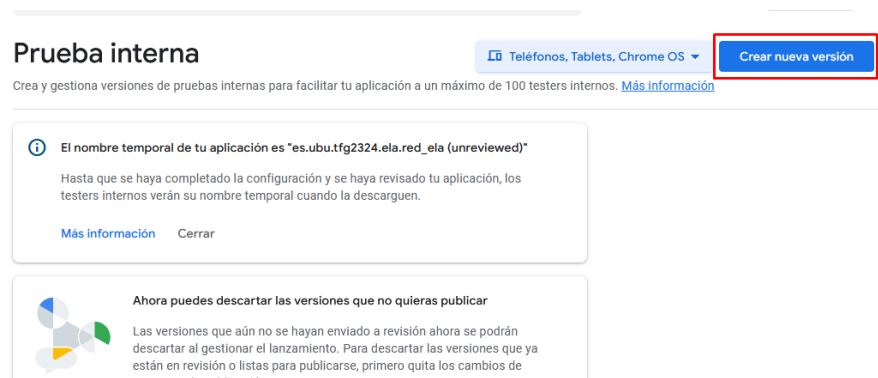 Prueba interna
Teléfonos, Tablets, Chrome OS
Crear nueva versión
Crea y gestiona versiones de pruebas internas para facilitar tu aplicación a un máximo de 100 testers internos. Más información
El nombre temporal de tu aplicación es "es.ubu.tfg2324.ela.red_ela (unreviewed)"
Hasta que se haya completado la configuración y se haya revisado tu aplicación, los
testers internos verán su nombre temporal cuando la descarguen.
Más información Cerrar
Ahora puedes descartar las versiones que no quieras publicar
Las versiones que aún no se hayan enviado a revisión ahora se podrán
descartar al gestionar el lanzamiento. Para descartar las versiones que ya
están en revisión o listas para publicarse, primero quita los cambios de